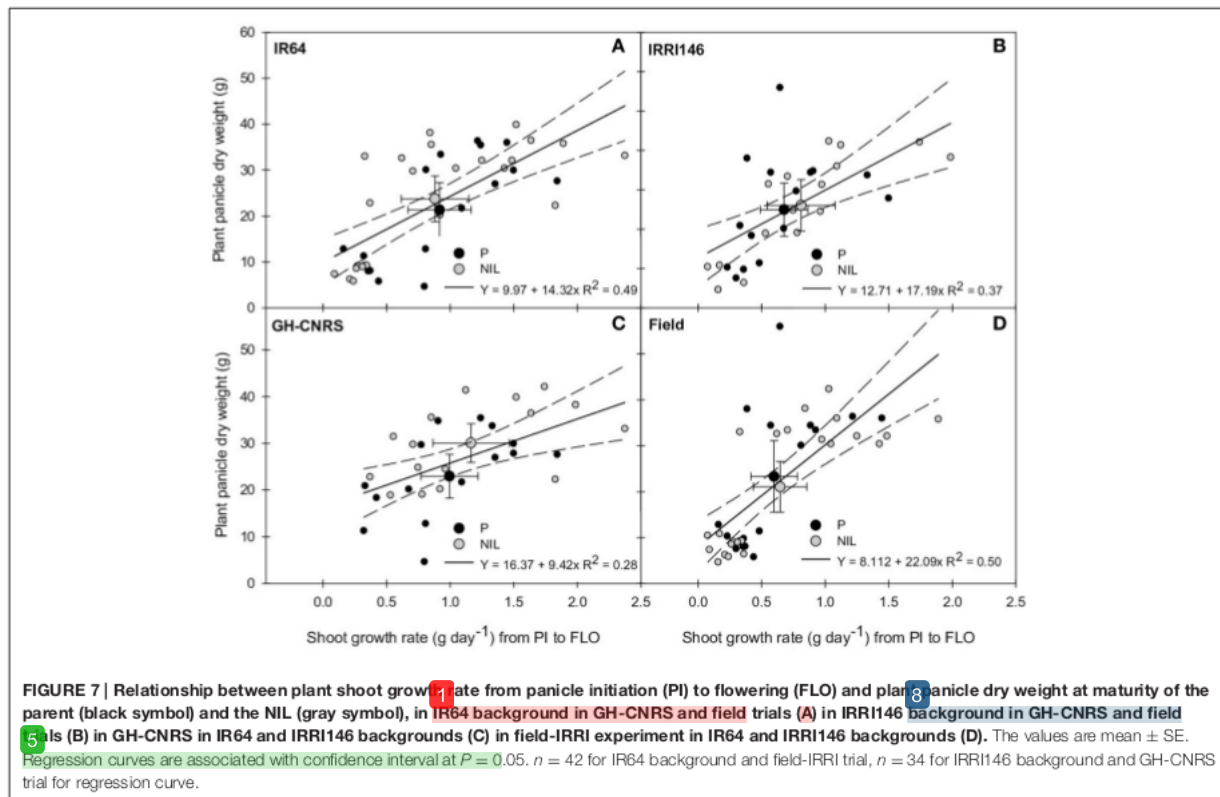 60
50
40
30
20
10
0
Plant panicle dry weight (g)
IR64
A
P
NIL
Y = 9.97 + 14.32x R² = 0.49
IRRI146
B
P
NIL
Y = 12.71 + 17.19x R² = 0.37
50
40
30
20
10
0
Plant panicle dry weight (g)
GH-CNRS
C
P
NIL
Y = 16.37 + 9.42x R² = 0.28
Field
D
P
NIL
Y = 8.112 + 22.09x R² = 0.50
0.0 0.5 1.0 1.5 2.0 2.5 0.0 0.5 1.0 1.5 2.0 2.5
Shoot growth rate (g day⁻¹) from PI to FLO
Shoot growth rate (g day⁻¹) from PI to FLO
1
8
5
FIGURE 7 | Relationship between plant shoot growth rate from panicle initiation (PI) to flowering (FLO) and plant panicle dry weight at maturity of the
parent (black symbol) and the NIL (gray symbol), in IR64 background in GH-CNRS and field trials (A) in IRRI146 background in GH-CNRS and field
trials (B) in GH-CNRS in IR64 and IRRI146 backgrounds (C) in field-IRRI experiment in IR64 and IRRI146 backgrounds (D). The values are mean ± SE.
Regression curves are associated with confidence interval at P = 0.05. n = 42 for IR64 background and field-IRRI trial, n = 34 for IRRI146 background and GH-CNRS
trial for regression curve.